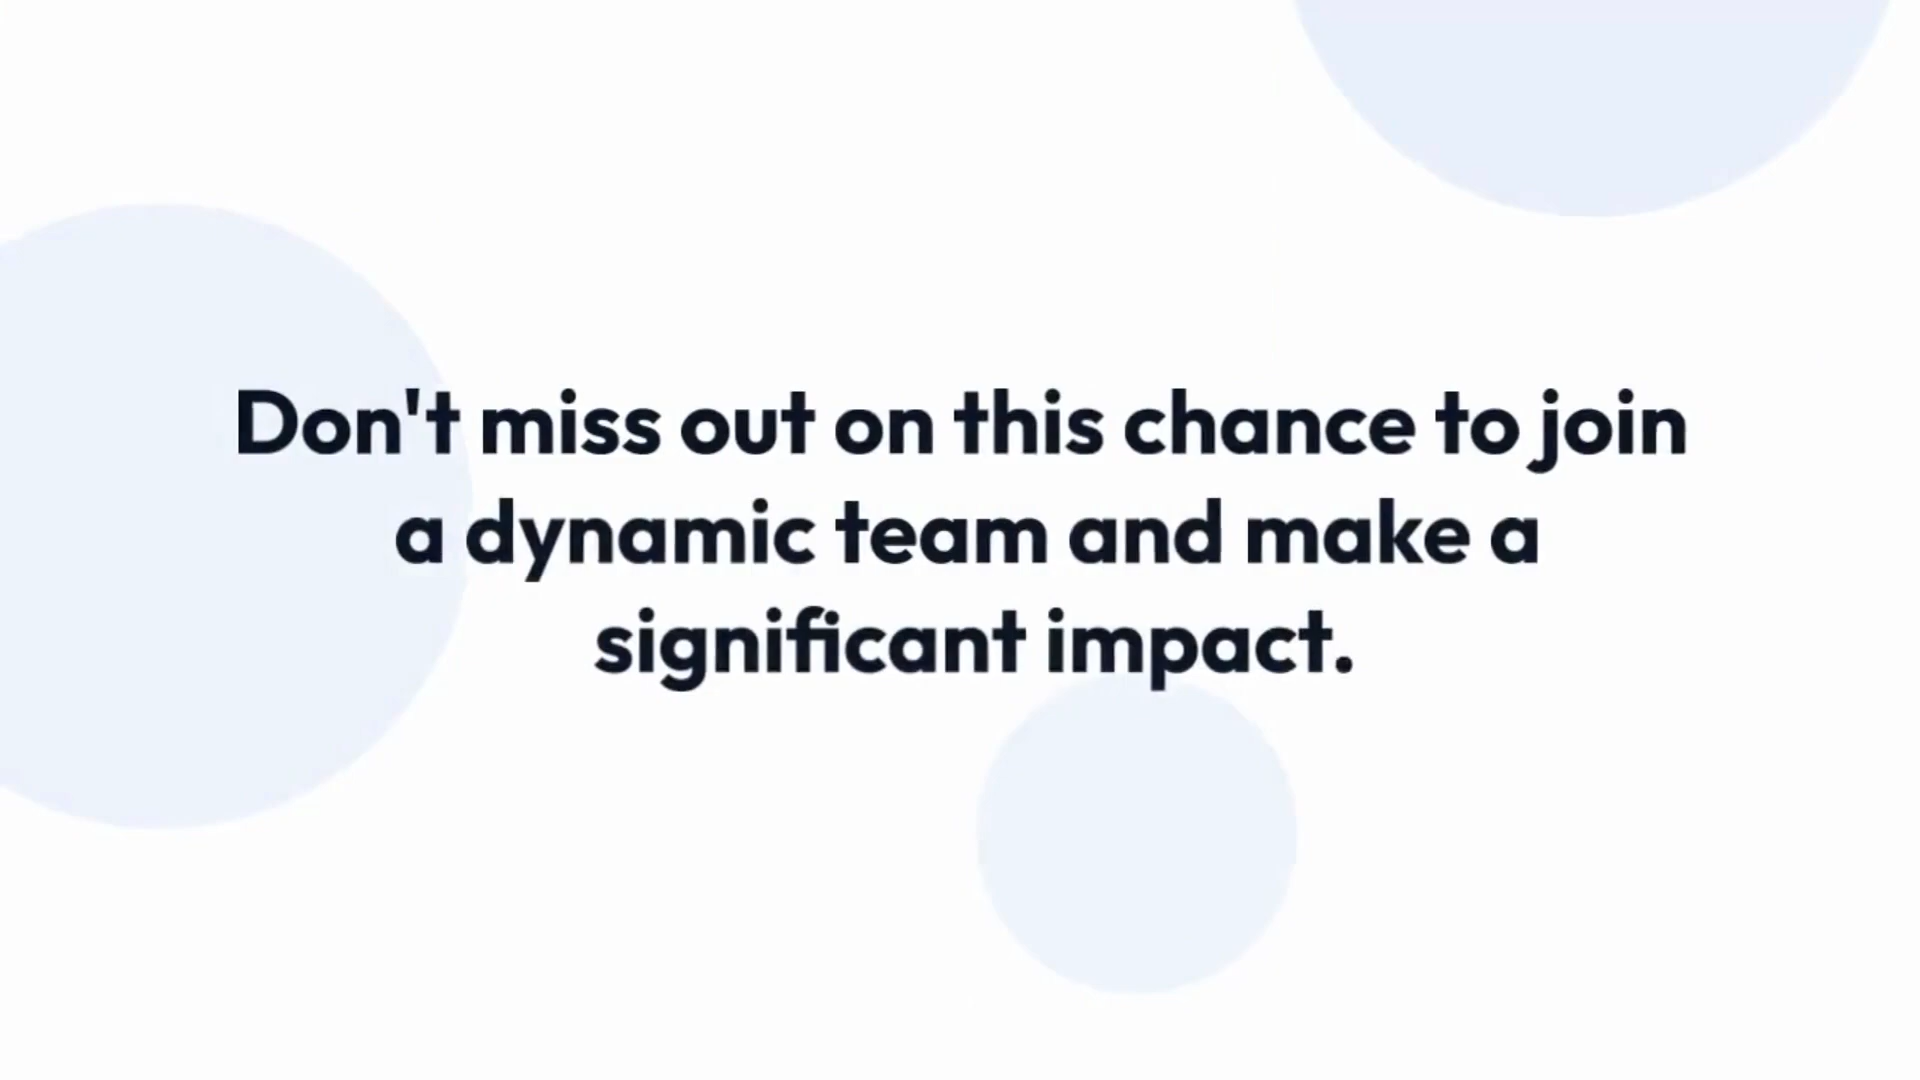 Don't miss out on this chance to join
a dynamic team and make a
significant impact.